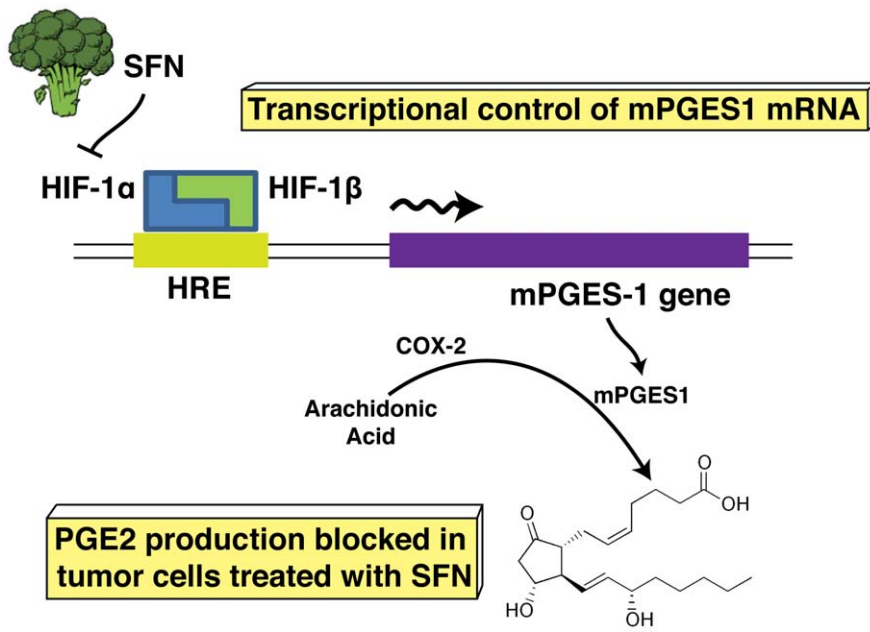 SFN
Transcriptional control of mPGES1 mRNA
HIF-1α
HIF-1β
HRE
mPGES-1 gene
COX-2
mPGES1
Arachidonic
Acid
O
OH
O
HO
OH
PGE2 production blocked in
tumor cells treated with SFN